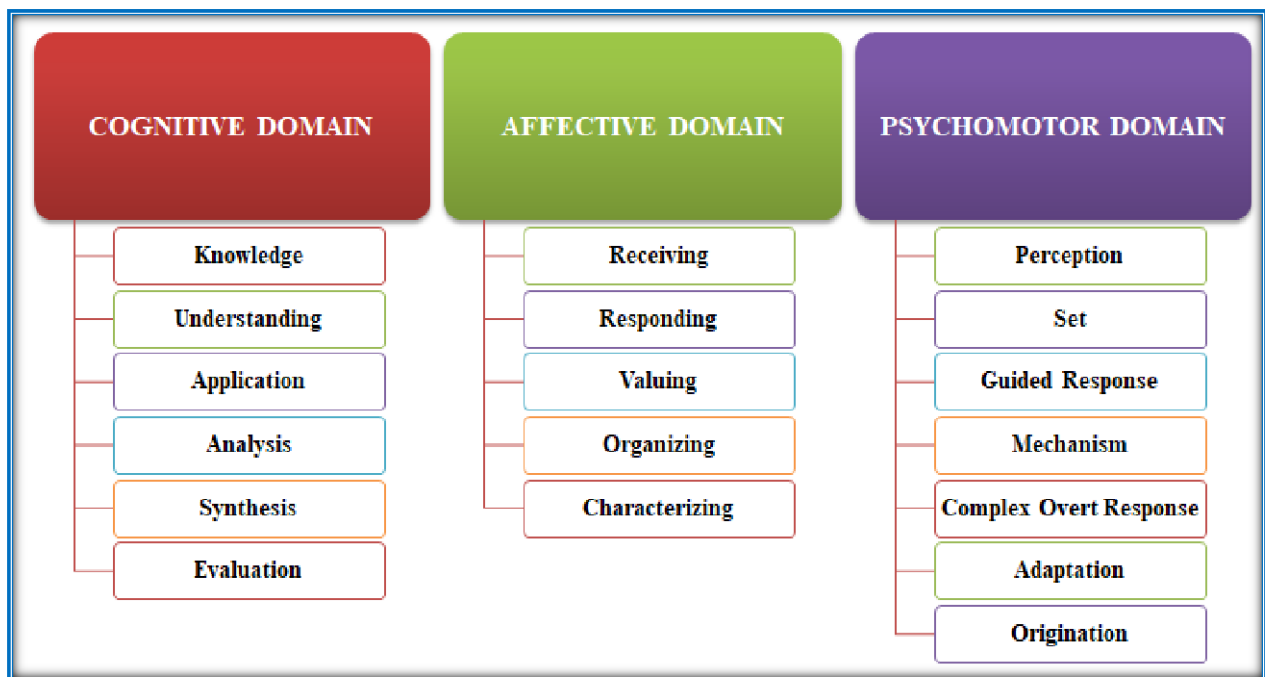 COGNITIVE DOMAIN
Knowledge
Understanding
Application
Analysis
Synthesis
Evaluation
AFFECTIVE DOMAIN
Receiving
Responding
Valuing
Organizing
Characterizing
PSYCHOMOTOR DOMAIN
Perception
Set
Guided Response
Mechanism
Complex Overt Response
Adaptation
Origination